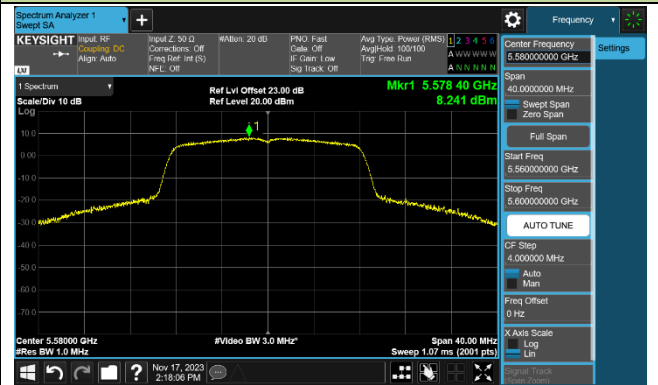 Spectrum Analyzer 1
Swept SA
Frequency
KEYSIGHT
Input: RF
Coupling: DC
Align: Auto
Input Z: 50 Ω
Corrections: Off
Freq Ref: Int (S)
NFE: Off
#Atten: 20 dB
PNO: Fast
Gate: Off
IF Gain: Low
Sig Track: Off
Avg Type: Power (RMS)
Avg|Hold: 100/100
Trig: Free Run
1 2 3 4 5 6
A W W W W W
A N N N N N
LXI
1 Spectrum
Scale/Div 10 dB
Log
Ref Lvl Offset 23.00 dB
Ref Level 20.00 dBm
Mkr1 5.578 40 GHz
8.241 dBm
1
10.0
0.00
-10.0
-20.0
-30.0
-40.0
-50.0
-60.0
-70.0
Center 5.58000 GHz
#Res BW 1.0 MHz
#Video BW 3.0 MHz*
Span 40.00 MHz
Sweep 1.07 ms (2001 pts)
Nov 17, 2023
2:18:06 PM
Center Frequency
5.580000000 GHz
Settings
Span
40.0000000 MHz
Swept Span
Zero Span
Full Span
Start Freq
5.560000000 GHz
Stop Freq
5.600000000 GHz
AUTO TUNE
CF Step
4.000000 MHz
Auto
Man
Freq Offset
0 Hz
X Axis Scale
Log
Lin
Signal Track
(Span Zoom)